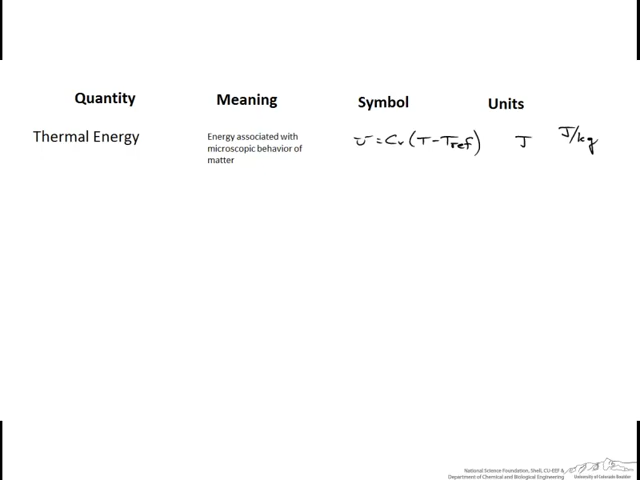 Quantity Meaning Symbol Units
Thermal Energy
Energy associated with
microscopic behavior of
matter
= Cv (T - Tref) J J/kg
National Science Foundation, Shell, CU-EEF &
Department of Chemical and Biological Engineering
University of Colorado Boulder